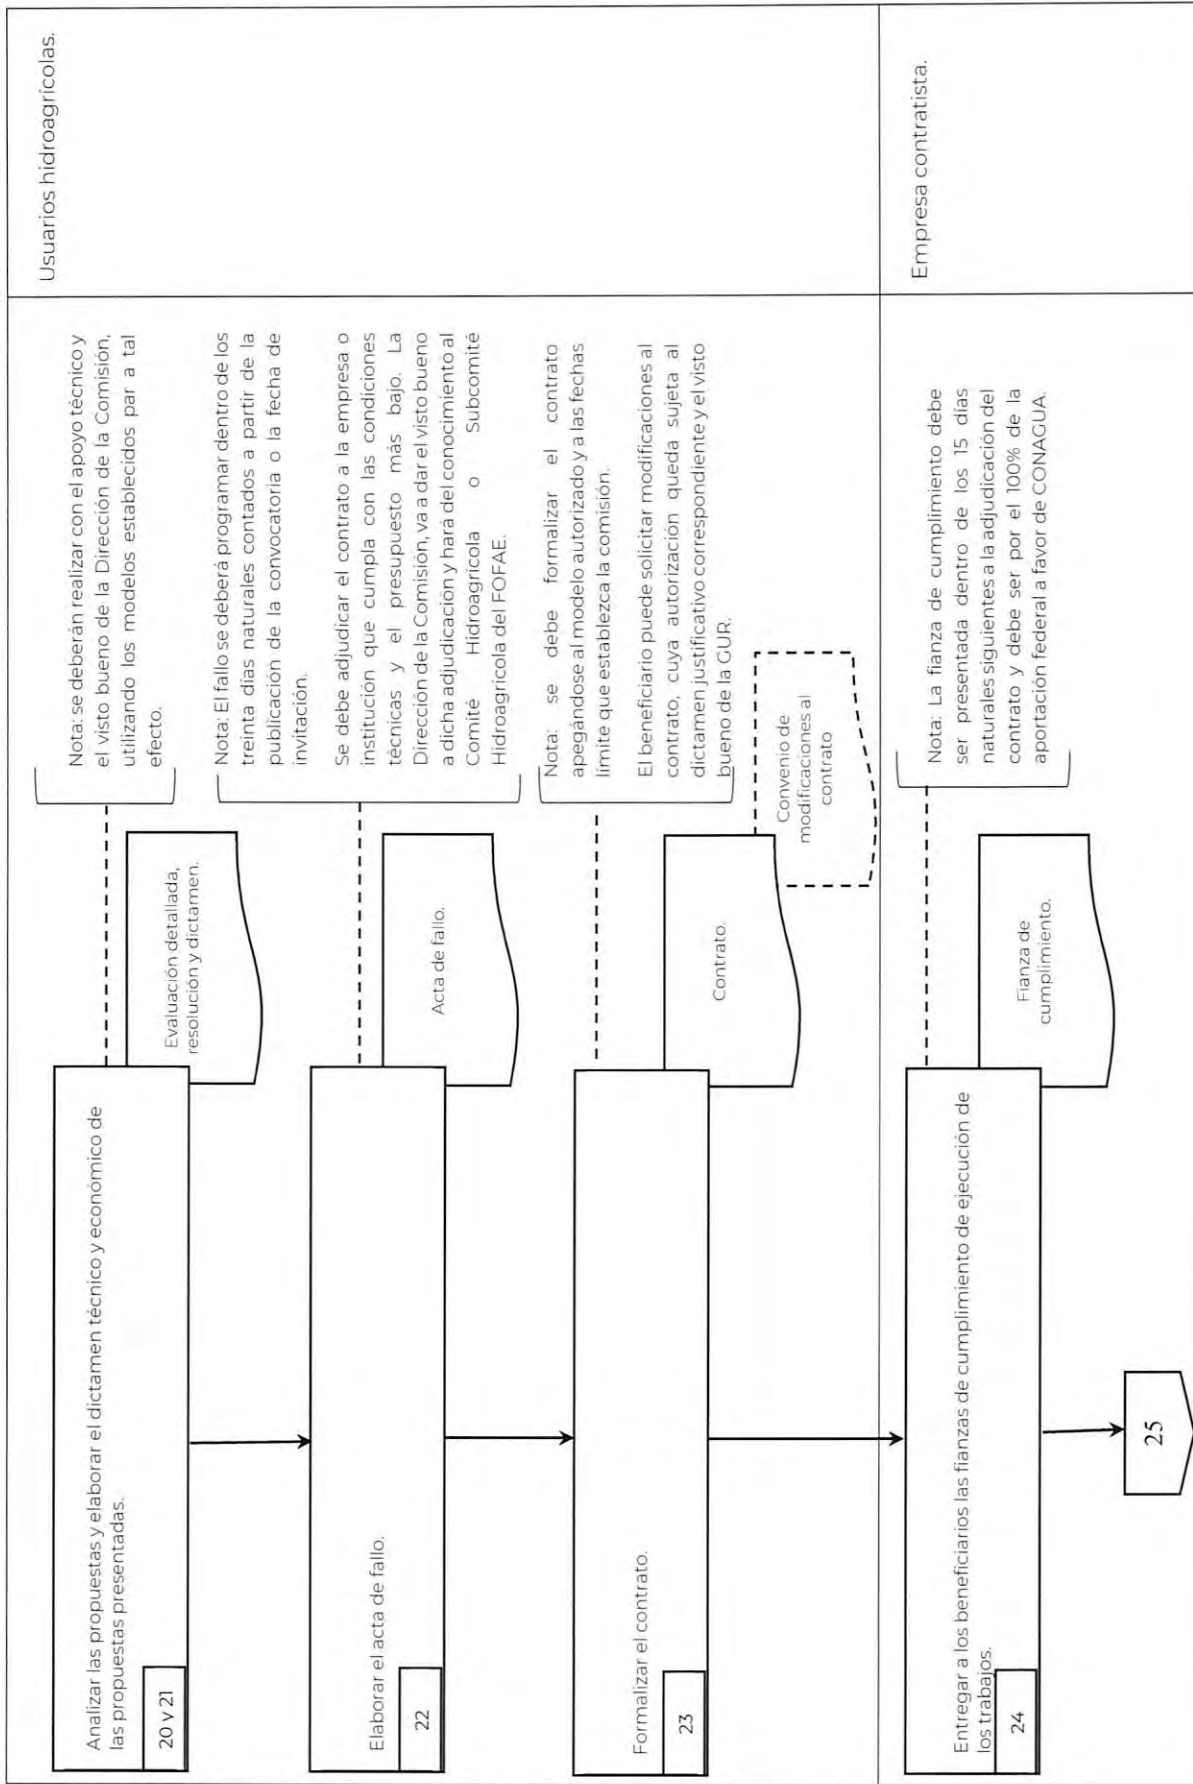 Analizar las propuestas y elaborar el dictamen técnico y económico de
las propuestas presentadas.
20 y 21
Evaluación detallada,
resolución y dictamen.
Nota: se deberán realizar con el apoyo técnico y
el visto bueno de la Dirección de la Comisión,
utilizando los modelos establecidos par a tal
efecto.
Usuarios hidroagrícolas.
Elaborar el acta de fallo.
22
Acta de fallo.
Nota: El fallo se deberá programar dentro de los
treinta días naturales contados a partir de la
publicación de la convocatoria o la fecha de
invitación.
Se debe adjudicar el contrato a la empresa o
institución que cumpla con las condiciones
técnicas y el presupuesto más bajo. La
Dirección de la Comisión, va a dar el visto bueno
a dicha adjudicación y hará del conocimiento al
Comité Hidroagrícola o Subcomité
Hidroagrícola del FOFAE.
Formalizar el contrato.
23
Contrato.
Convenio de
modificaciones al
contrato
Nota: se debe formalizar el contrato
apegándose al modelo autorizado y a las fechas
límite que establezca la comisión.
El beneficiario puede solicitar modificaciones al
contrato, cuya autorización queda sujeta al
dictamen justificativo correspondiente y el visto
bueno de la GUR.
Entregar a los beneficiarios las fianzas de cumplimiento de ejecución de
los trabajos.
24
Fianza de
cumplimiento.
Nota: La fianza de cumplimiento debe
ser presentada dentro de los 15 días
naturales siguientes a la adjudicación del
contrato y debe ser por el 100% de la
aportación federal a favor de CONAGUA.
Empresa contratista.
25